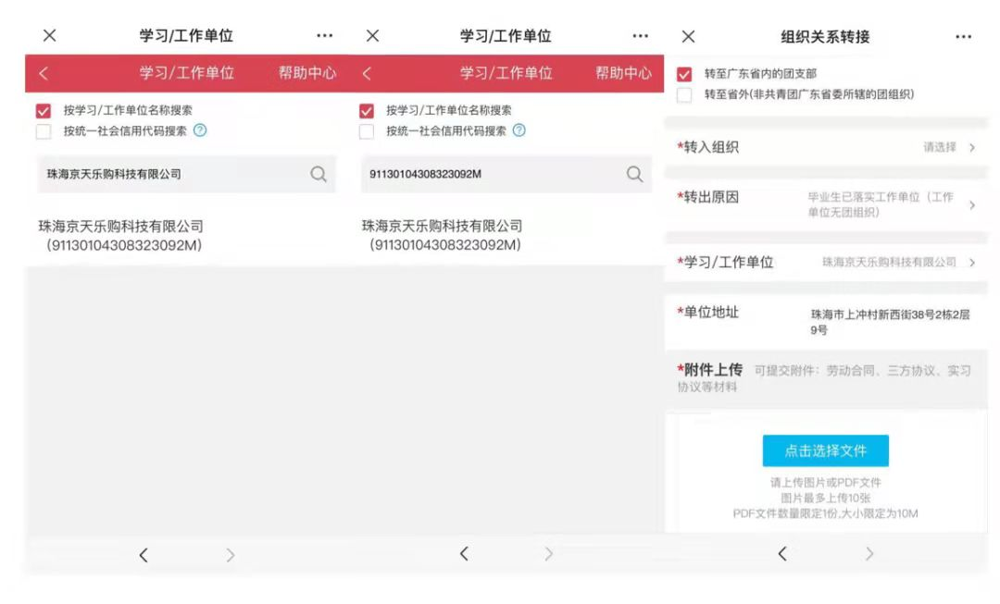 学习/工作单位
学习/工作单位 帮助中心
按学习/工作单位名称搜索
按统一社会信用代码搜索
珠海京天乐购科技有限公司
珠海京天乐购科技有限公司
（91130104308323092M）
学习/工作单位
学习/工作单位 帮助中心
按学习/工作单位名称搜索
按统一社会信用代码搜索
91130104308323092M
珠海京天乐购科技有限公司
（91130104308323092M）
组织关系转接
转至广东省内的团支部
转至省外(非共青团广东省委所辖的团组织)
*转入组织 请选择
*转出原因 毕业生已落实工作单位（工作
单位无团组织）
*学习/工作单位 珠海京天乐购科技有限公司
*单位地址 珠海市上冲村新西街38号2栋2层
9号
*附件上传 可提交附件：劳动合同、三方协议、实习
协议等材料
点击选择文件
请上传图片或PDF文件
图片最多上传10张
PDF文件数量限定1份,大小限定为10M